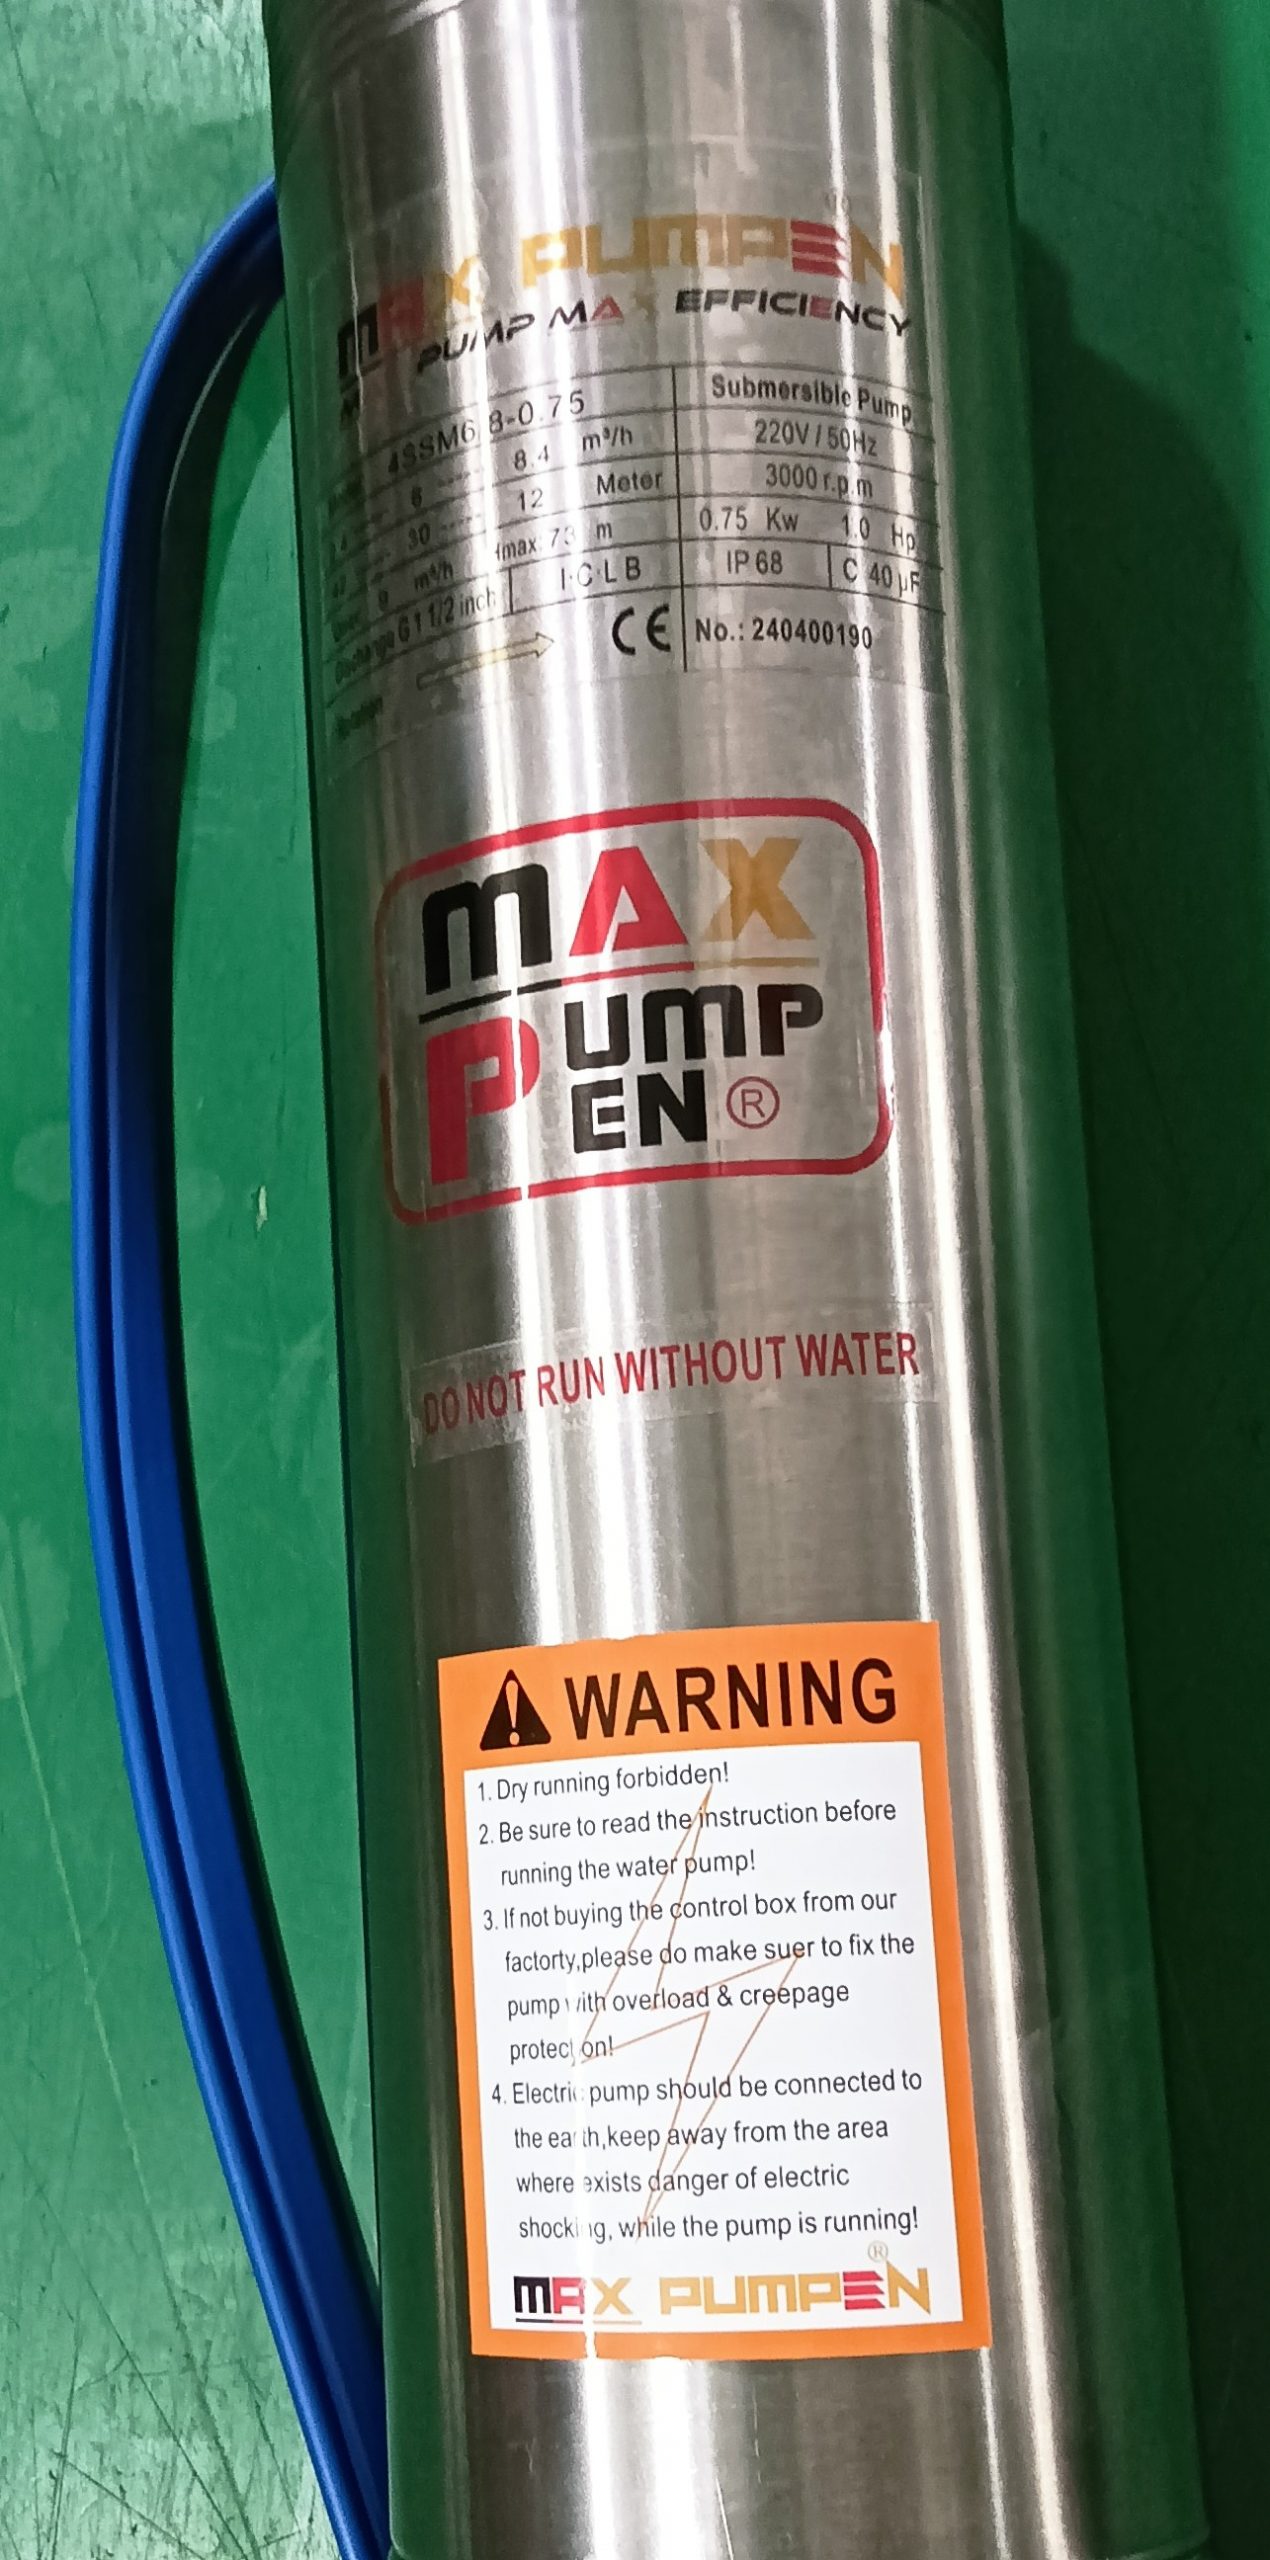 MAX PUMPEN
PUMP MAX EFFICIENCY
4SSM6/8-0.75
Submersible Pump
6 ----- 8.4 m³/h
220V / 50Hz
30 ----- 12 Meter
3000 r.p.m
9 m³/h Hmax 73 m
0.75 Kw 1.0 Hp
Discharge G 1 1/2 inch
I·C·L B
IP 68
C 40 μF
CE
No.: 240400190
MAX
PUMP
EN ®
DO NOT RUN WITHOUT WATER
WARNING
1. Dry running forbidden!
2. Be sure to read the instruction before
running the water pump!
3. If not buying the control box from our
factorty,please do make suer to fix the
pump with overload & creepage
protection!
4. Electric pump should be connected to
the earth,keep away from the area
where exists danger of electric
shocking, while the pump is running!
MAX PUMPEN ®